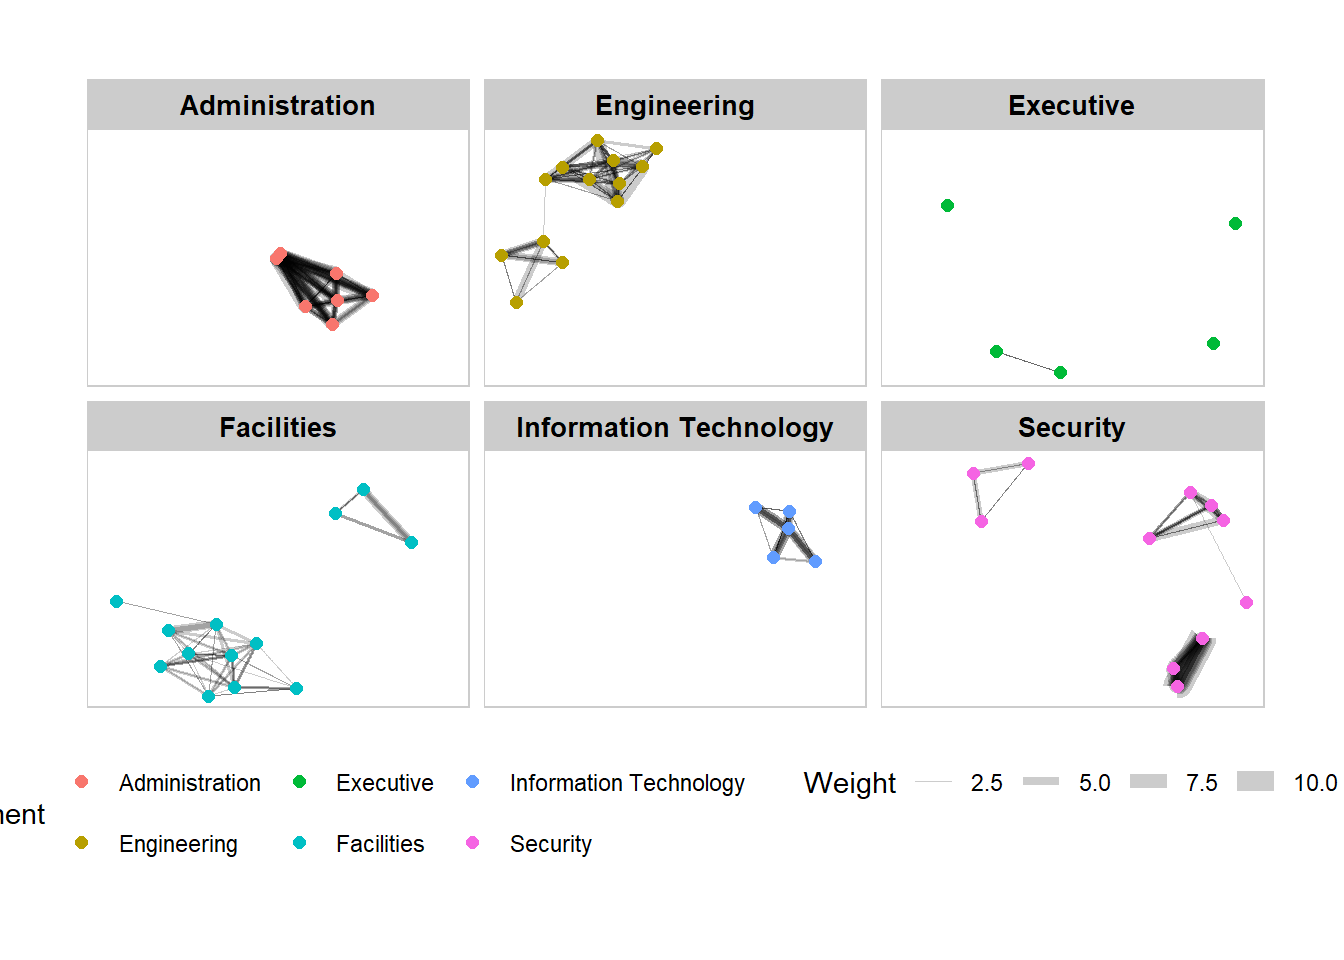 Administration Engineering Executive
Facilities Information Technology Security
Administration Executive Information Technology Weight 2.5 5.0 7.5 10.0
Engineering Facilities Security